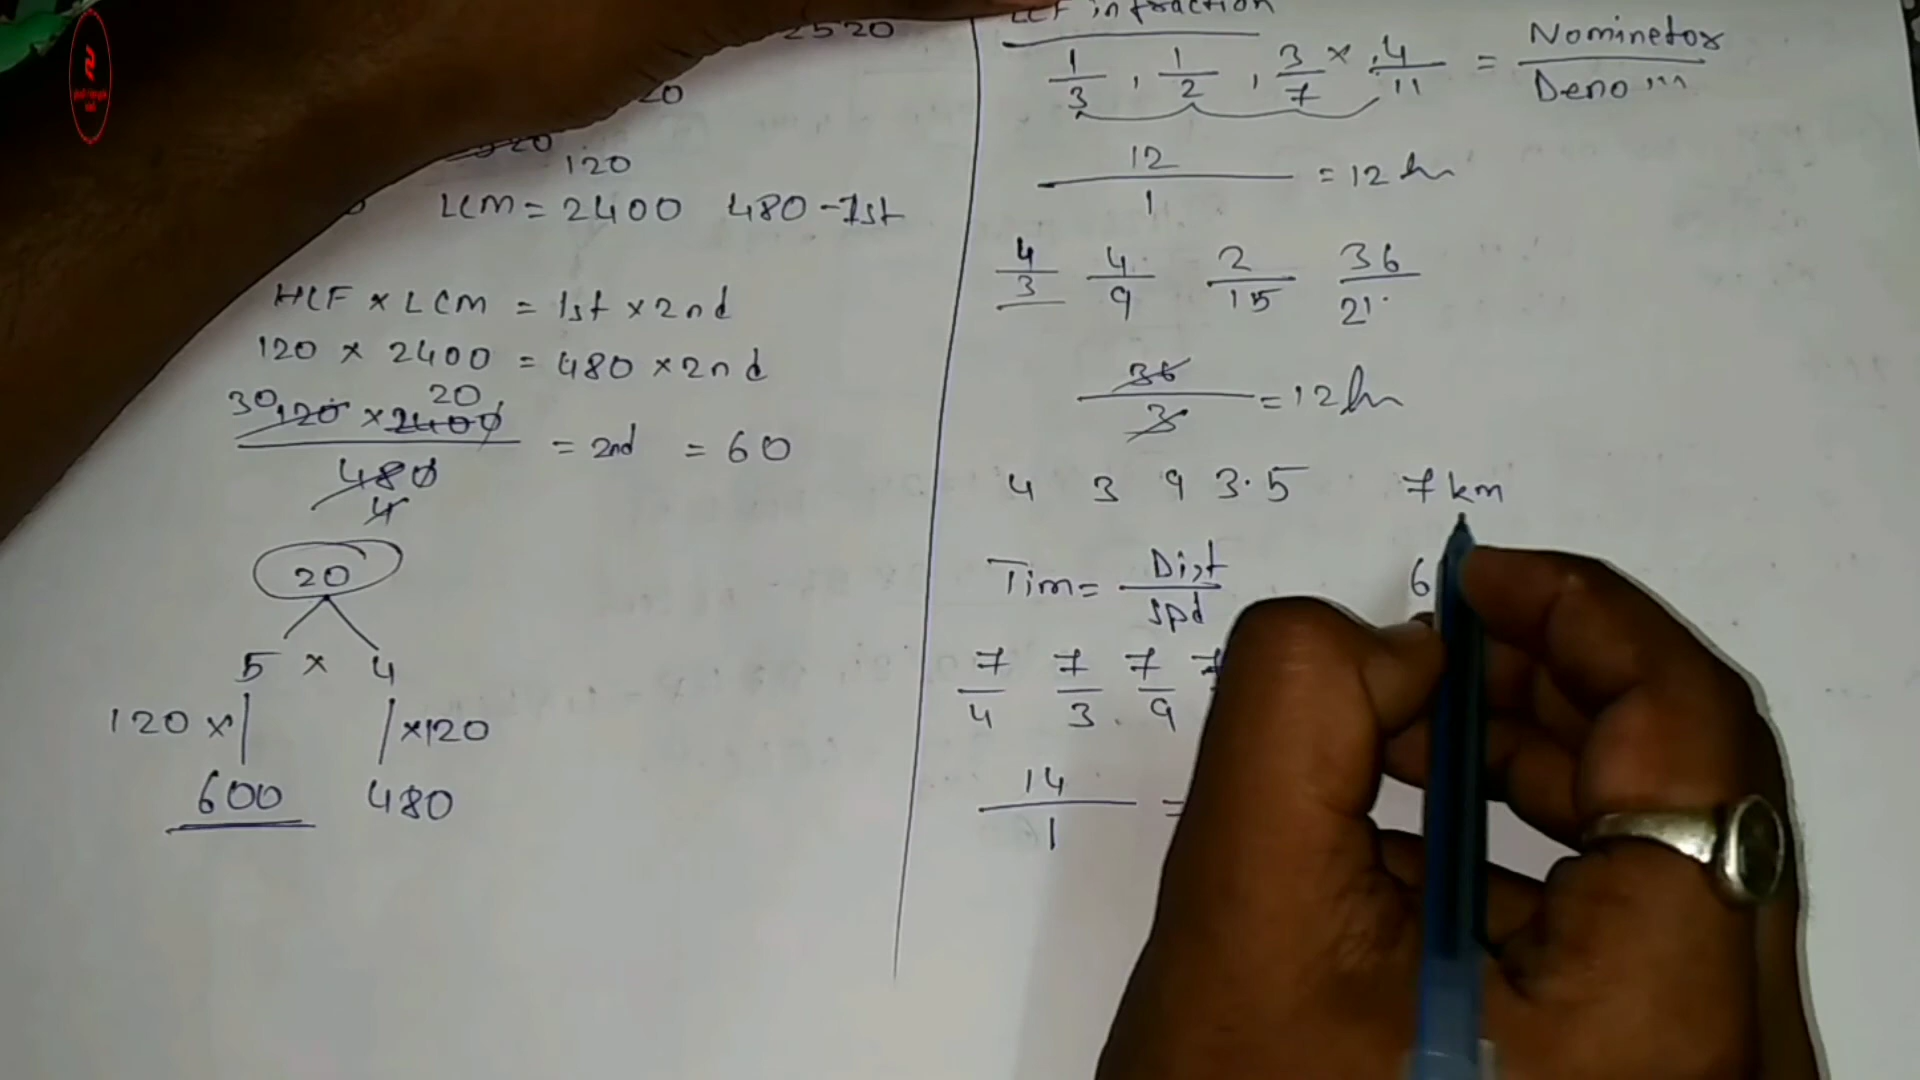 2520
20
320
120
LCM = 2400 480-1st
HCF × LCM = 1st × 2nd
120 × 2400 = 480 × 2nd
30 20
120 × 2400
= 2nd = 60
480
4
20
5 × 4
120 × ×120
600 480
in fraction
1/3 , 1/2 , 3/7 × 4/11 = Nominetor/Deno
12/1 = 12 hr
4/3 4/9 2/15 36/21
36/3 = 12 hr
4 3 9 3.5 7 km
Tim = Dist/spd 6
7/4 7/3 7/9 7
14/1 =